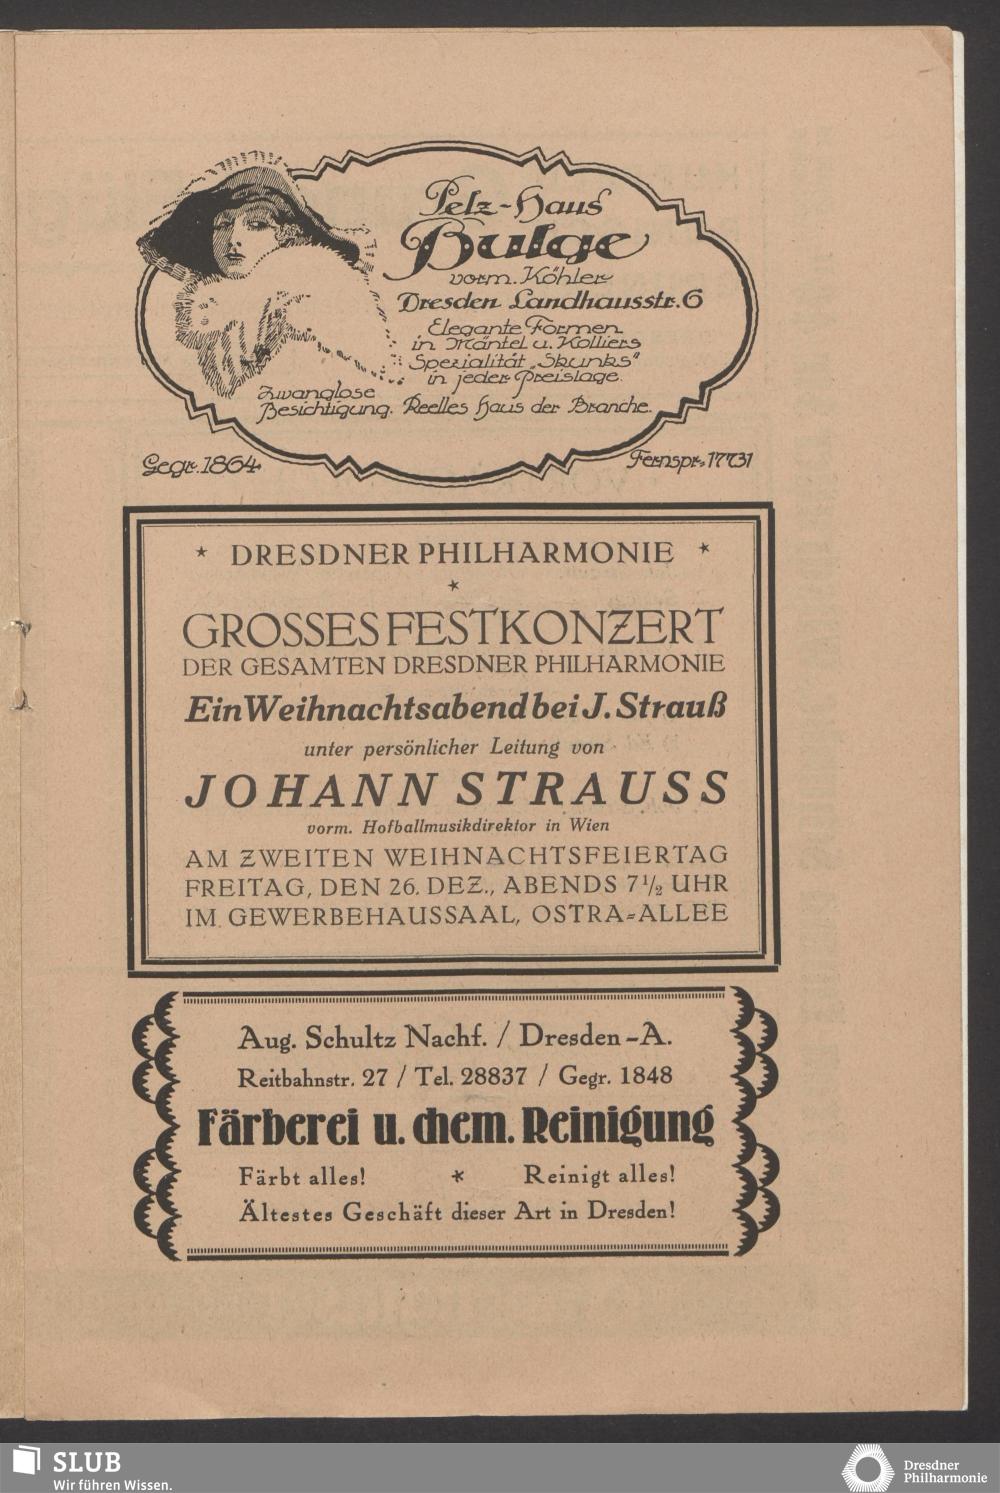 Pelz-Haus
Bulge
vorm. Köhler
Dresden Landhausstr. 6
Elegante Formen
in Mäntel u. Kolliers
Spezialität „Skunks"
in jeder Preislage.
Zwanglose
Besichtigung. Reelles Haus der Branche.
Gegr. 1864
Fernspr. 17731
* DRESDNER PHILHARMONIE *
*
GROSSES FESTKONZERT
DER GESAMTEN DRESDNER PHILHARMONIE
Ein Weihnachtsabend bei J. Strauß
unter persönlicher Leitung von
JOHANN STRAUSS
vorm. Hofballmusikdirektor in Wien
AM ZWEITEN WEIHNACHTSFEIERTAG
FREITAG, DEN 26. DEZ., ABENDS 7 1/2 UHR
IM GEWERBEHAUSSAAL, OSTRA-ALLEE
Aug. Schultz Nachf. / Dresden-A.
Reitbahnstr. 27 / Tel. 28837 / Gegr. 1848
Färberei u. chem. Reinigung
Färbt alles! * Reinigt alles!
Ältestes Geschäft dieser Art in Dresden!
SLUB
Wir führen Wissen.
Dresdner
Philharmonie